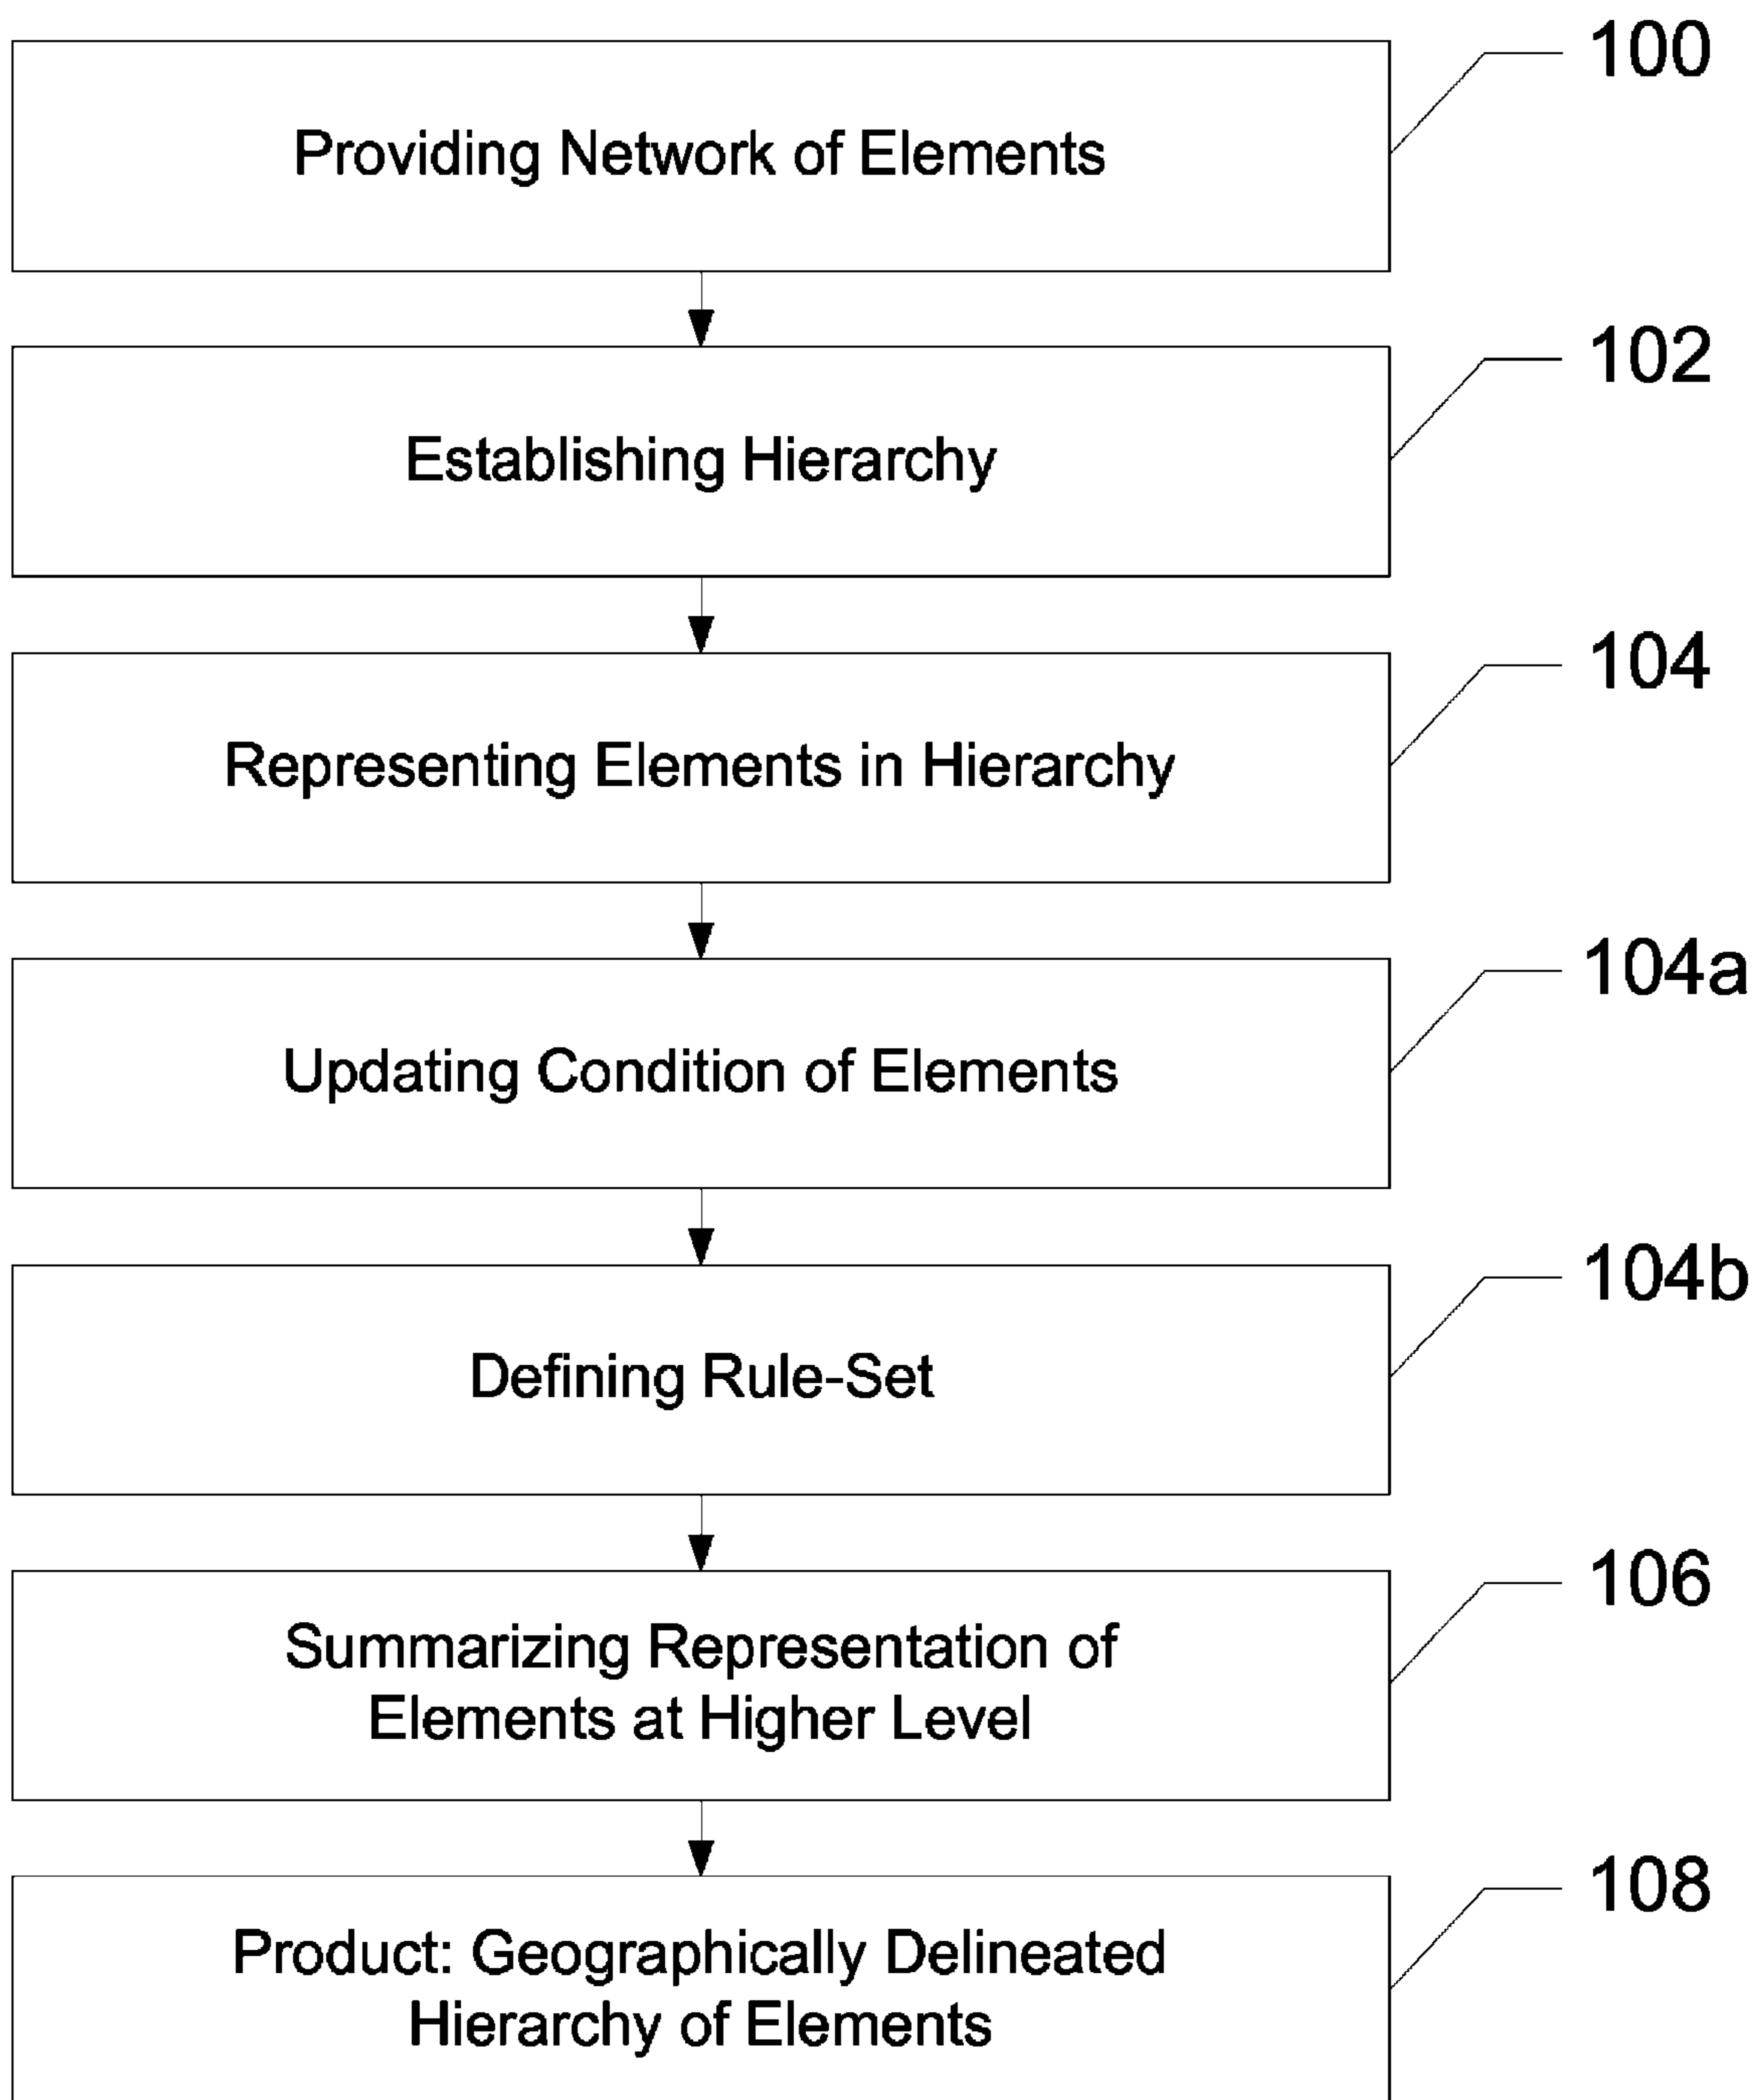 100
Providing Network of Elements
102
Establishing Hierarchy
104
Representing Elements in Hierarchy
104a
Updating Condition of Elements
104b
Defining Rule-Set
106
Summarizing Representation of
Elements at Higher Level
108
Product: Geographically Delineated
Hierarchy of Elements